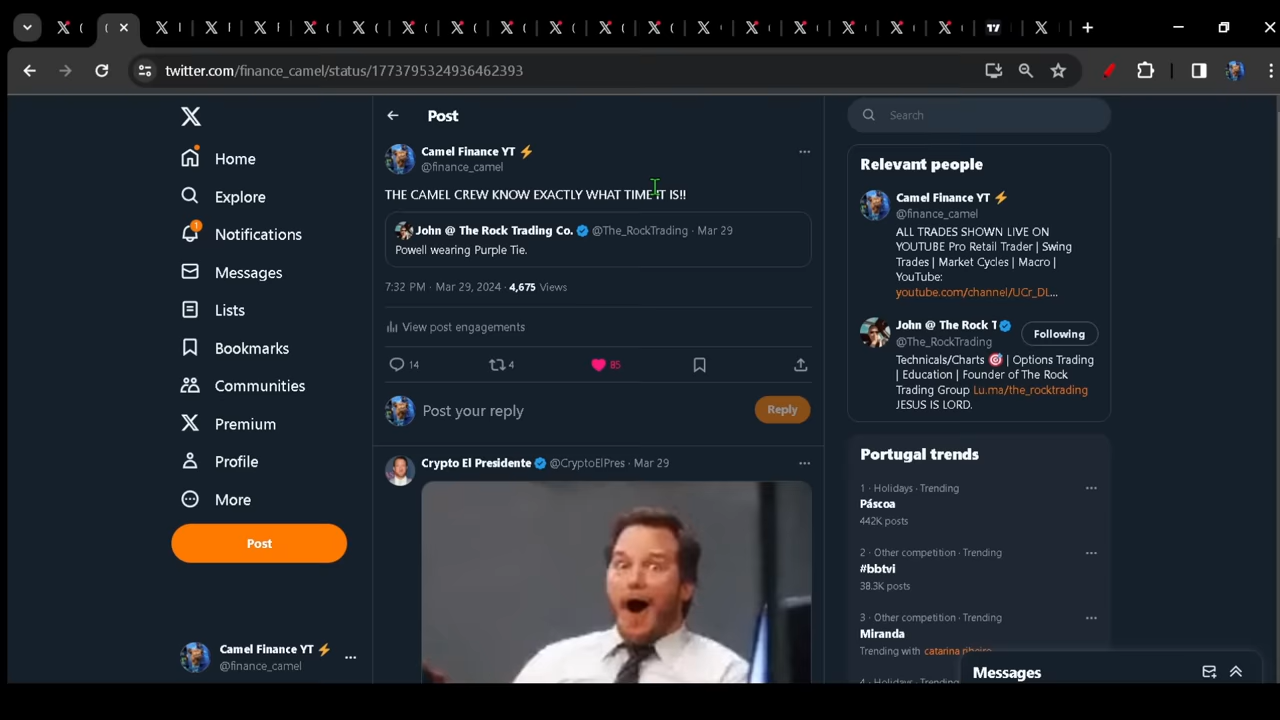 twitter.com/finance_camel/status/1773795324936462393
Home
Explore
Notifications
1
Messages
Lists
Bookmarks
Communities
Premium
Profile
More
Post
Camel Finance YT ⚡
@finance_camel
Post
Camel Finance YT ⚡
@finance_camel
THE CAMEL CREW KNOW EXACTLY WHAT TIME IT IS!!
John @ The Rock Trading Co. @The_RockTrading · Mar 29
Powell wearing Purple Tie.
7:32 PM · Mar 29, 2024 · 4,675 Views
View post engagements
14 4 85
Post your reply
Reply
Crypto El Presidente @CryptoElPres · Mar 29
Search
Relevant people
Camel Finance YT ⚡
@finance_camel
ALL TRADES SHOWN LIVE ON
YOUTUBE Pro Retail Trader | Swing
Trades | Market Cycles | Macro |
YouTube:
youtube.com/channel/UCr_DL...
John @ The Rock T
@The_RockTrading
Following
Technicals/Charts 🎯 | Options Trading
| Education | Founder of The Rock
Trading Group Lu.ma/the_rocktrading
JESUS IS LORD.
Portugal trends
1 · Holidays · Trending
Páscoa
442K posts
2 · Other competition · Trending
#bbtvi
38.3K posts
3 · Other competition · Trending
Miranda
Trending with catarina ribeiro
Messages